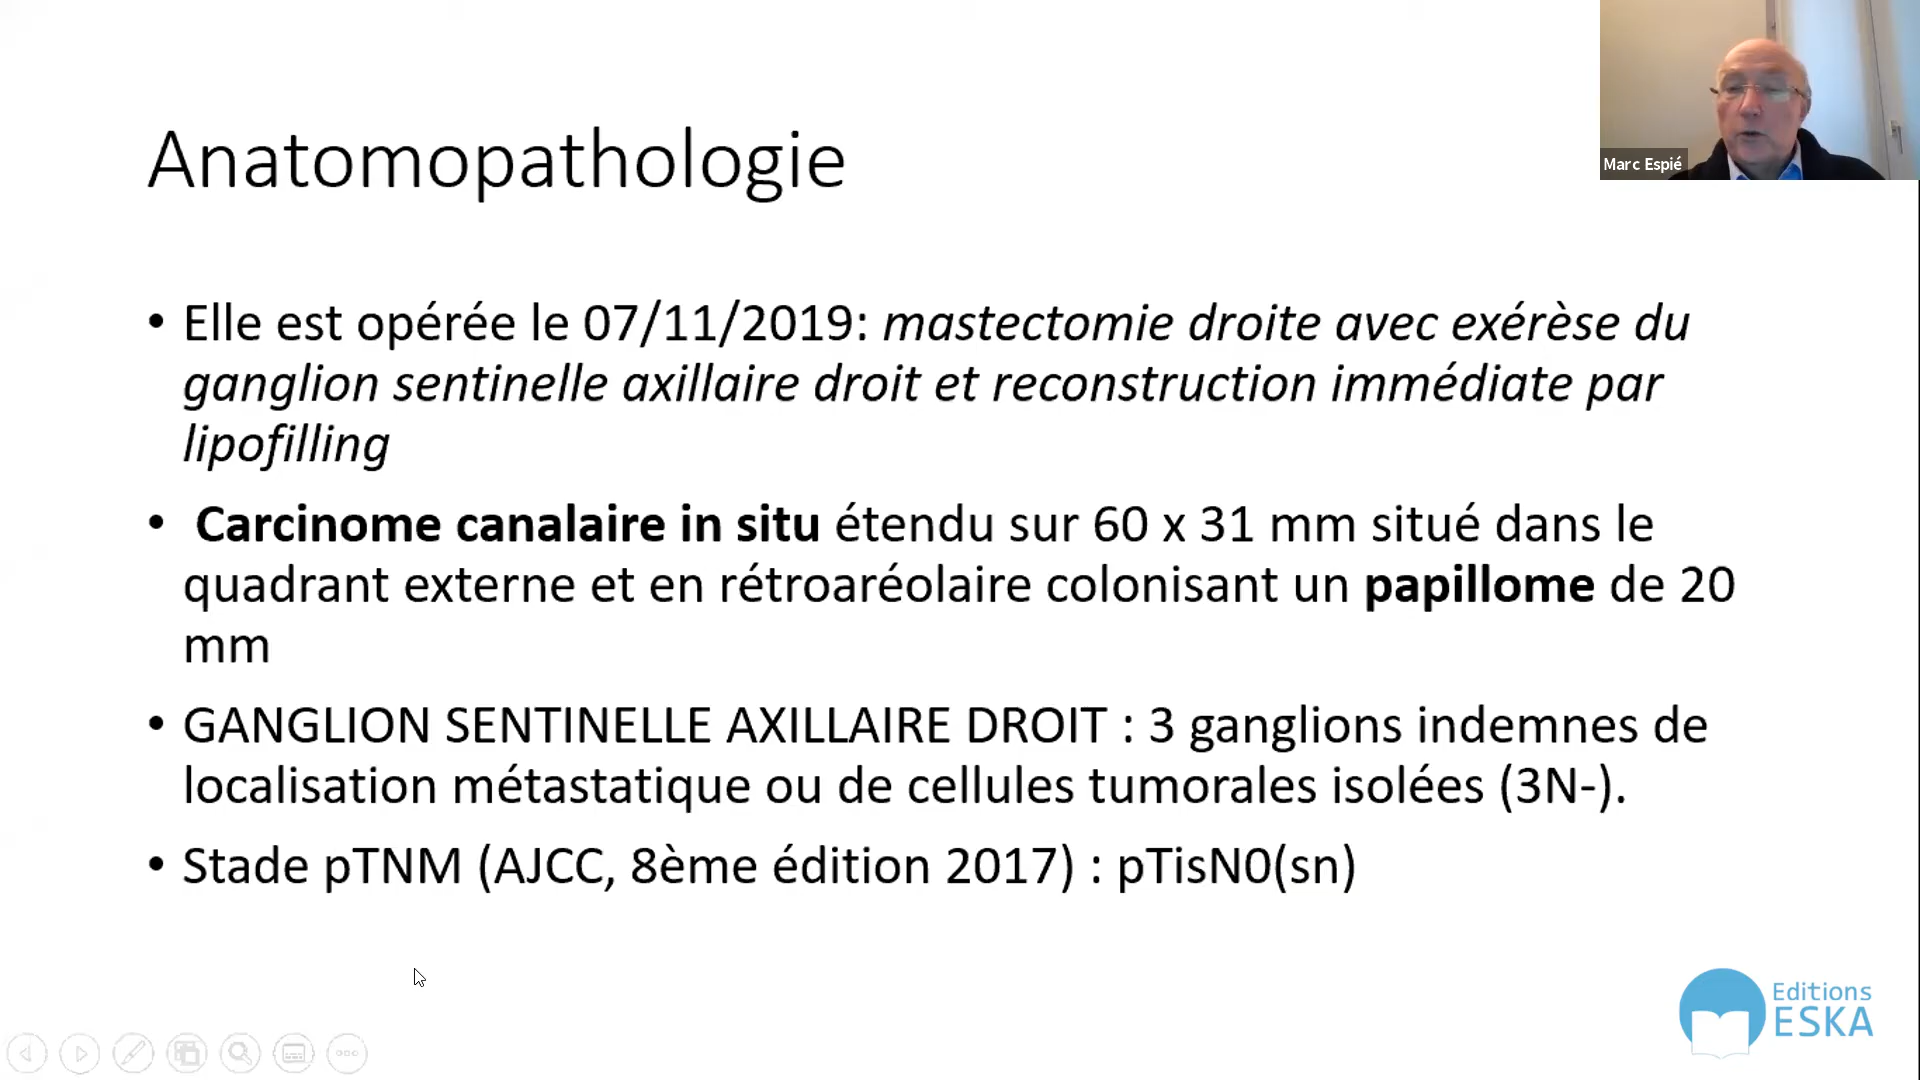 Anatomopathologie
Marc Espié
• Elle est opérée le 07/11/2019: mastectomie droite avec exérèse du
ganglion sentinelle axillaire droit et reconstruction immédiate par
lipofilling
• Carcinome canalaire in situ étendu sur 60 x 31 mm situé dans le
quadrant externe et en rétroaréolaire colonisant un papillome de 20
mm
• GANGLION SENTINELLE AXILLAIRE DROIT : 3 ganglions indemnes de
localisation métastatique ou de cellules tumorales isolées (3N-).
• Stade pTNM (AJCC, 8ème édition 2017) : pTisN0(sn)
Editions
ESKA